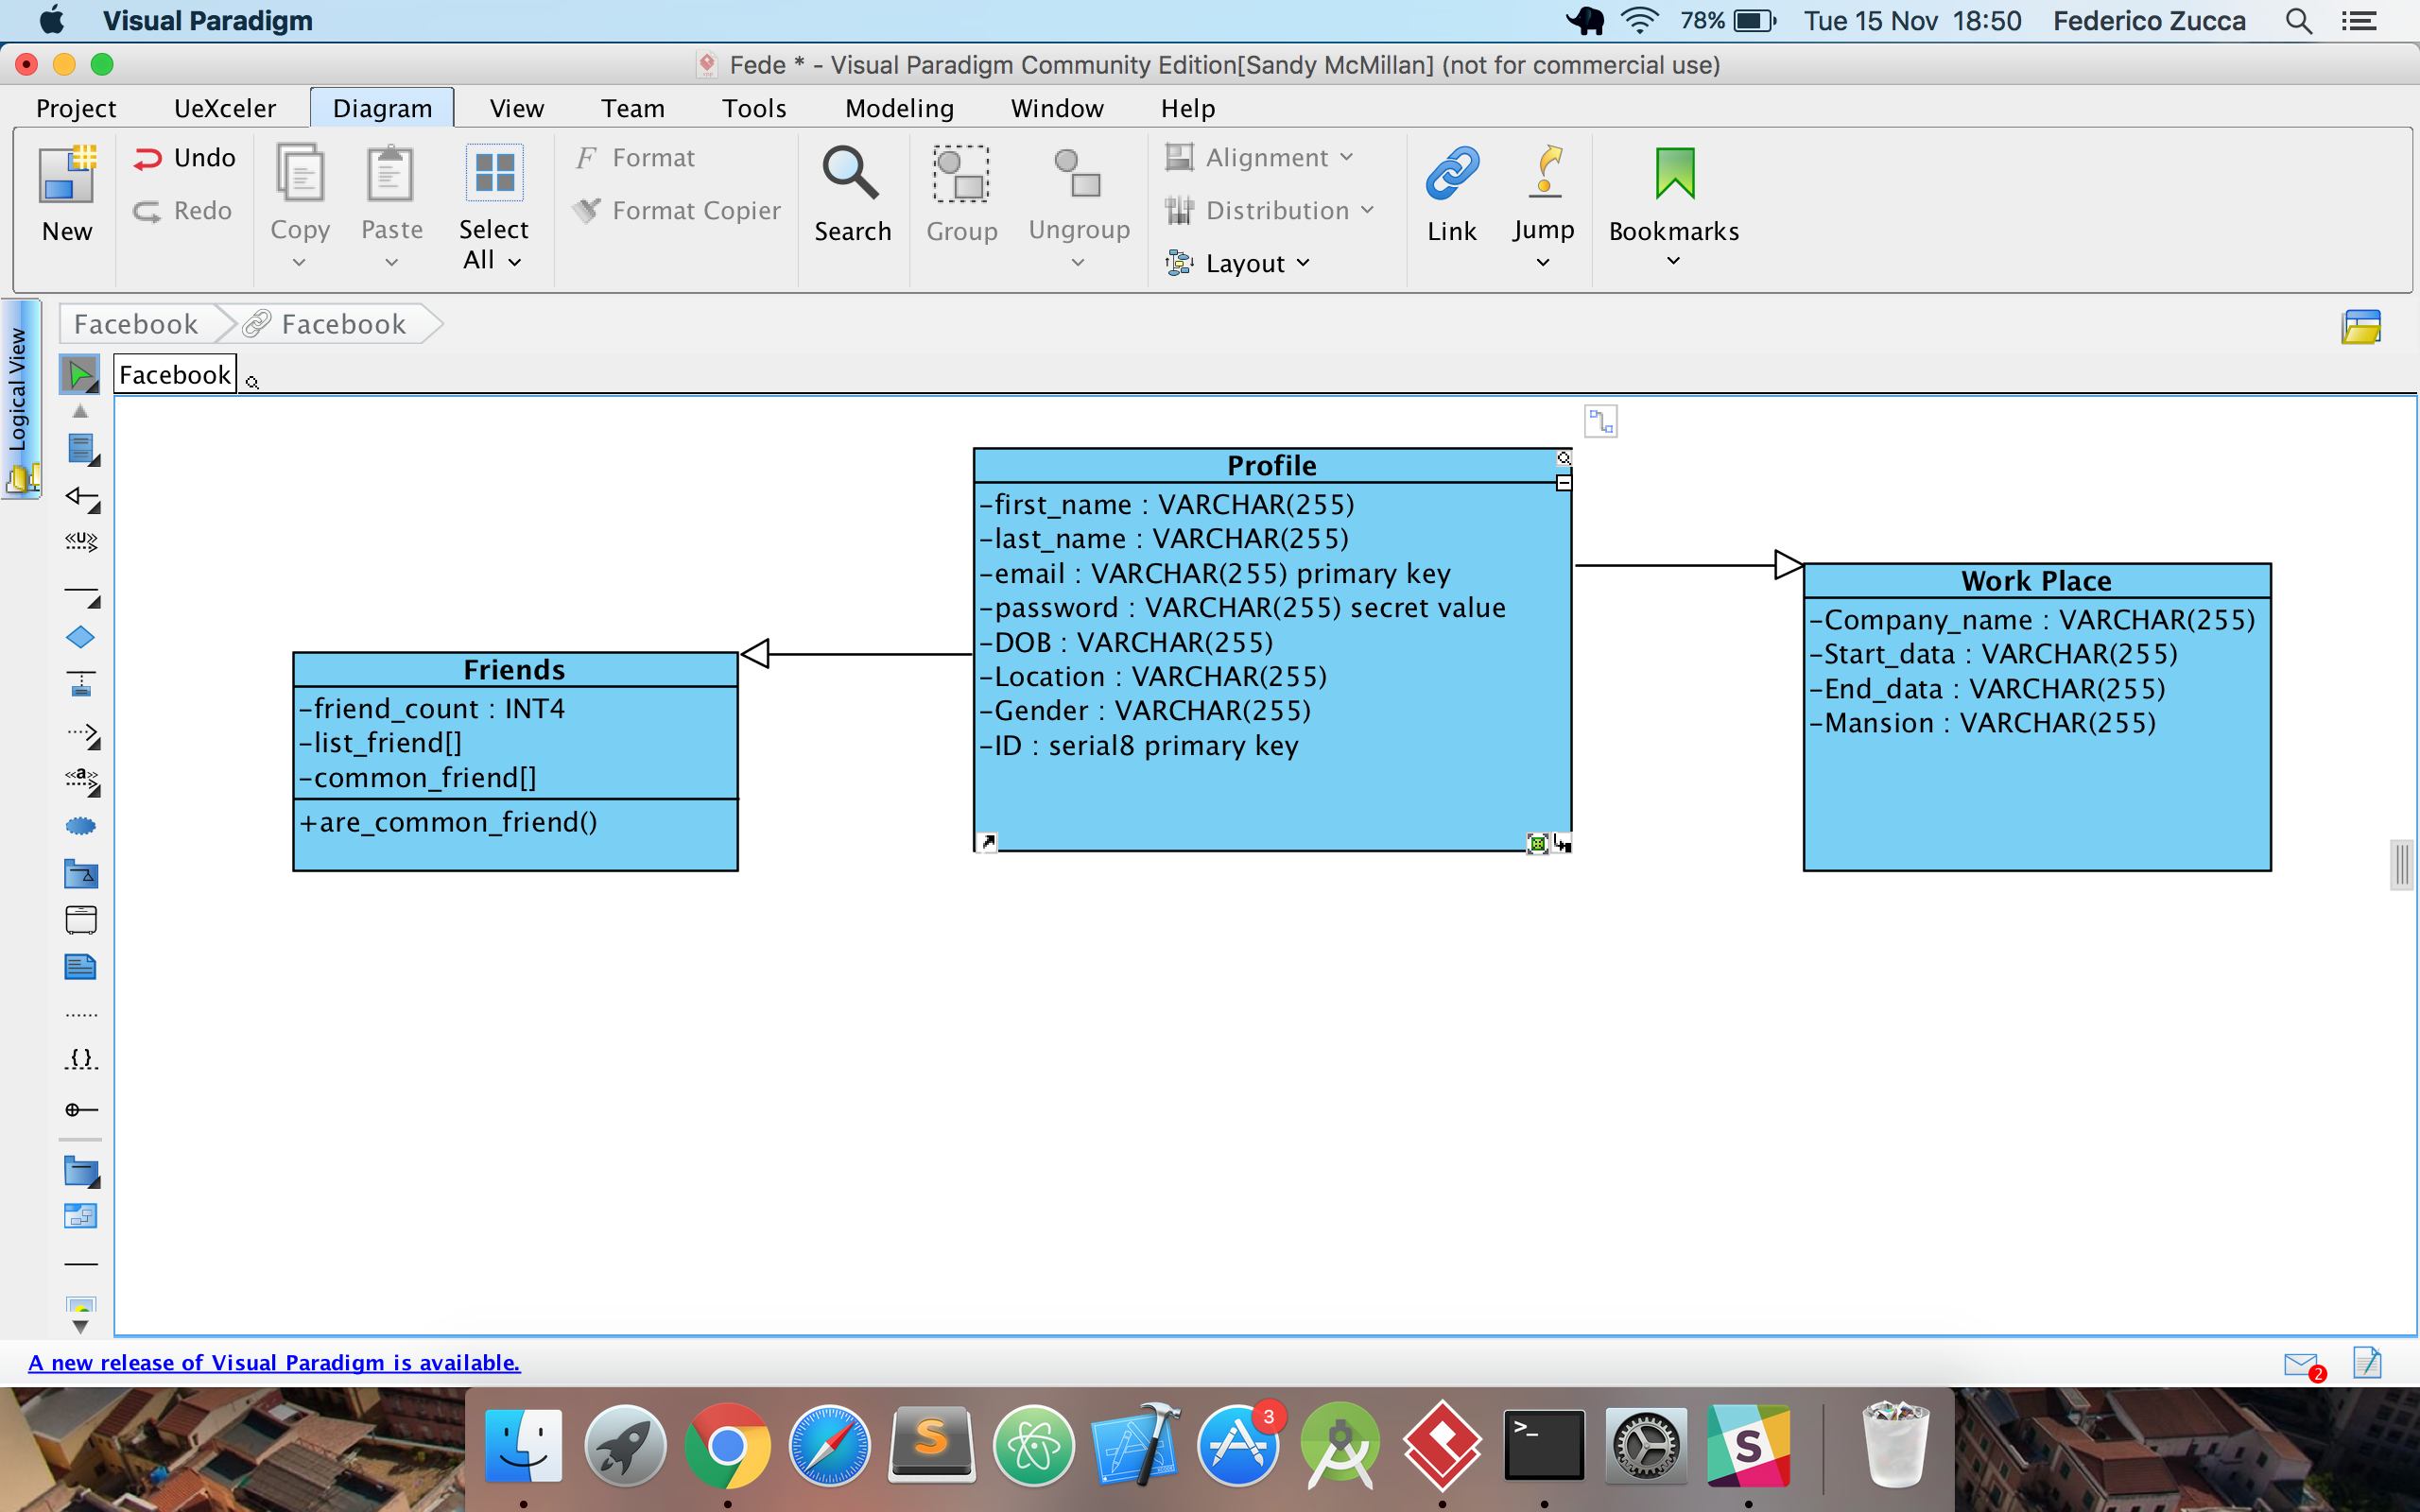 Visual Paradigm 78% Tue 15 Nov 18:50 Federico Zucca
Fede * - Visual Paradigm Community Edition[Sandy McMillan] (not for commercial use)
Project UeXceler Diagram View Team Tools Modeling Window Help
New
Undo
Redo
Copy
Paste
Select
All
F Format
Format Copier
Search
Group
Ungroup
Alignment
Distribution
Layout
Link
Jump
Bookmarks
Logical View
Facebook Facebook
Facebook
«U»
«a»
{}
Friends
-friend_count : INT4
-list_friend[]
-common_friend[]
+are_common_friend()
Profile
-first_name : VARCHAR(255)
-last_name : VARCHAR(255)
-email : VARCHAR(255) primary key
-password : VARCHAR(255) secret value
-DOB : VARCHAR(255)
-Location : VARCHAR(255)
-Gender : VARCHAR(255)
-ID : serial8 primary key
Work Place
-Company_name : VARCHAR(255)
-Start_data : VARCHAR(255)
-End_data : VARCHAR(255)
-Mansion : VARCHAR(255)
A new release of Visual Paradigm is available.
2
S
3
>_
S